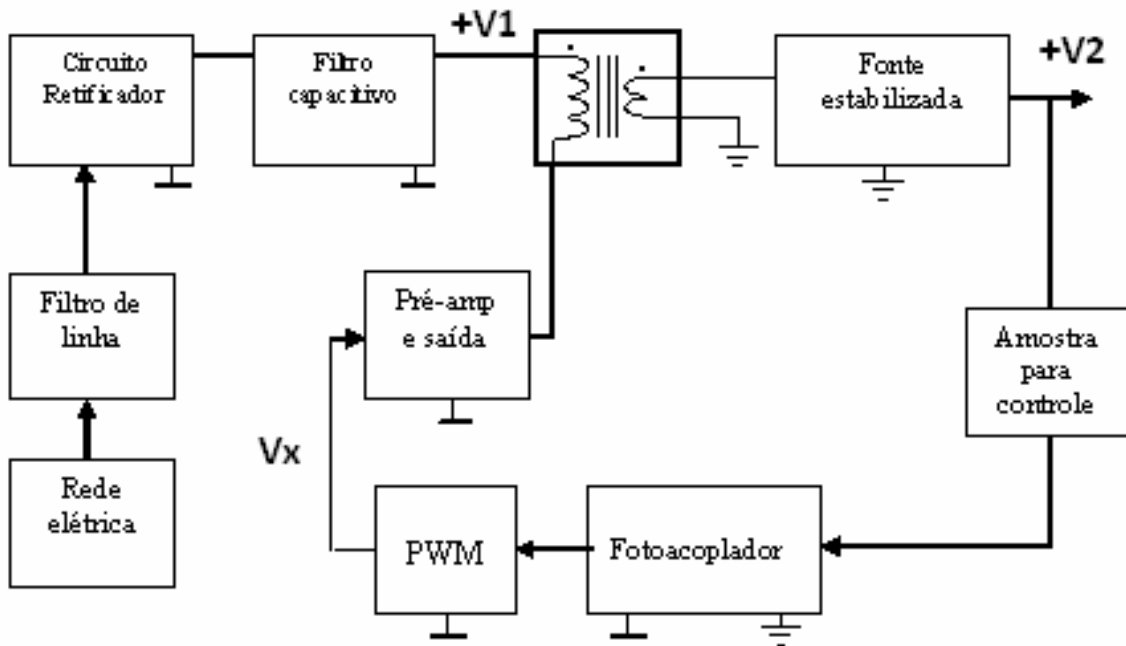 +V1
+V2
Circuito
Retificador
Filtro
capacitivo
Fonte
estabilizada
Filtro de
linha
Pré-amp
e saída
Amostra
para
controle
Vx
Rede
elétrica
PWM
Fotoacoplador